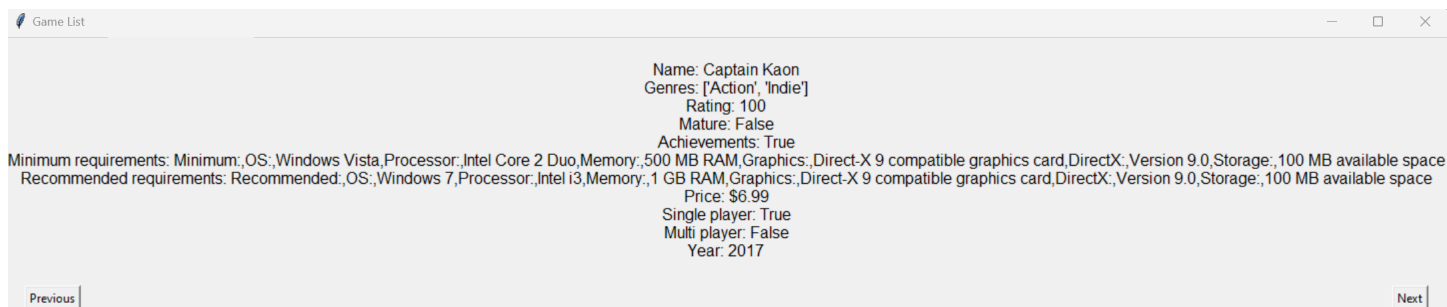 Game List
Name: Captain Kaon
Genres: ['Action', 'Indie']
Rating: 100
Mature: False
Achievements: True
Minimum requirements: Minimum:,OS:,Windows Vista,Processor:,Intel Core 2 Duo,Memory:,500 MB RAM,Graphics:,Direct-X 9 compatible graphics card,DirectX:,Version 9.0,Storage:,100 MB available space
Recommended requirements: Recommended:,OS:,Windows 7,Processor:,Intel i3,Memory:,1 GB RAM,Graphics:,Direct-X 9 compatible graphics card,DirectX:,Version 9.0,Storage:,100 MB available space
Price: $6.99
Single player: True
Multi player: False
Year: 2017
Previous Next